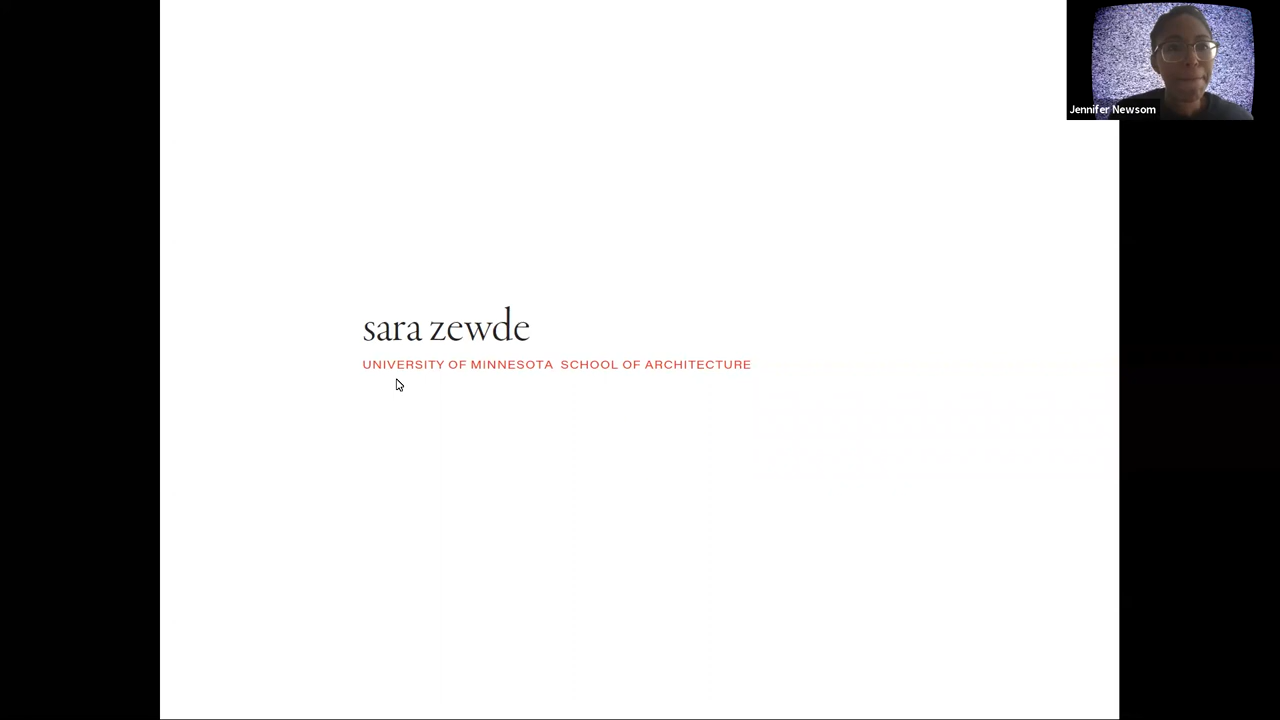 Jennifer Newsom
sara zewde
UNIVERSITY OF MINNESOTA SCHOOL OF ARCHITECTURE